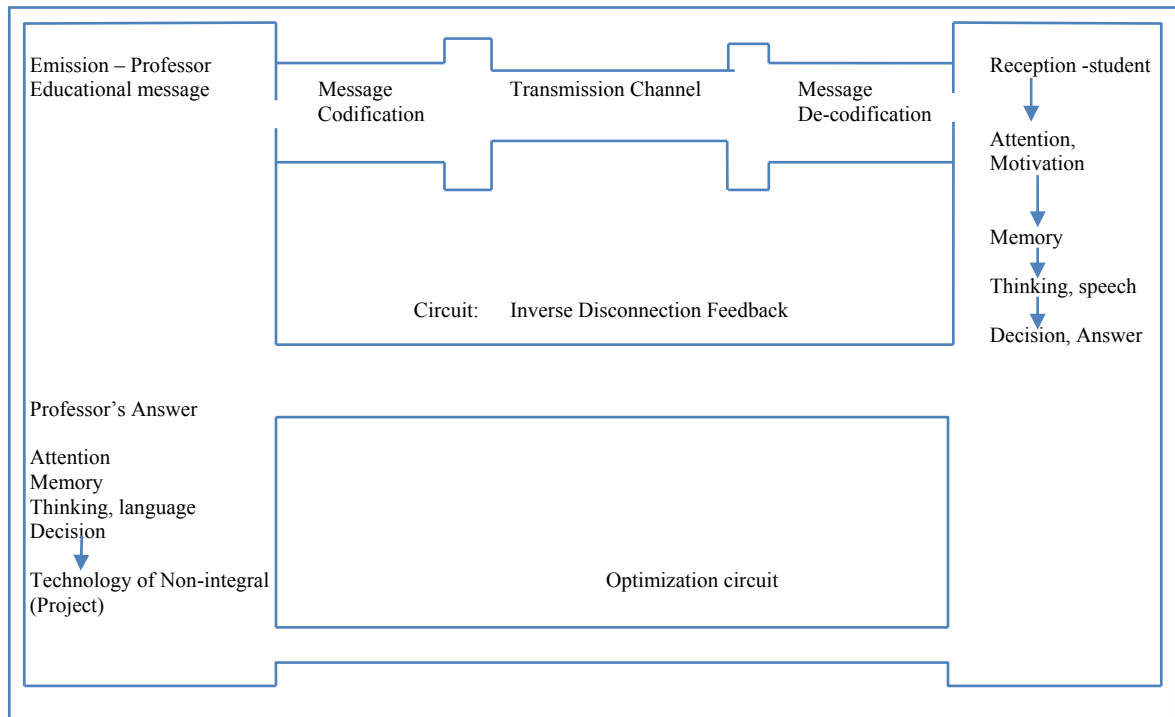 Emission – Professor
Educational message
Message
Codification
Transmission Channel
Message
De-codification
Reception -student
Attention,
Motivation
Memory
Thinking, speech
Decision, Answer
Circuit: Inverse Disconnection Feedback
Professor’s Answer
Attention
Memory
Thinking, language
Decision
Technology of Non-integral
(Project)
Optimization circuit